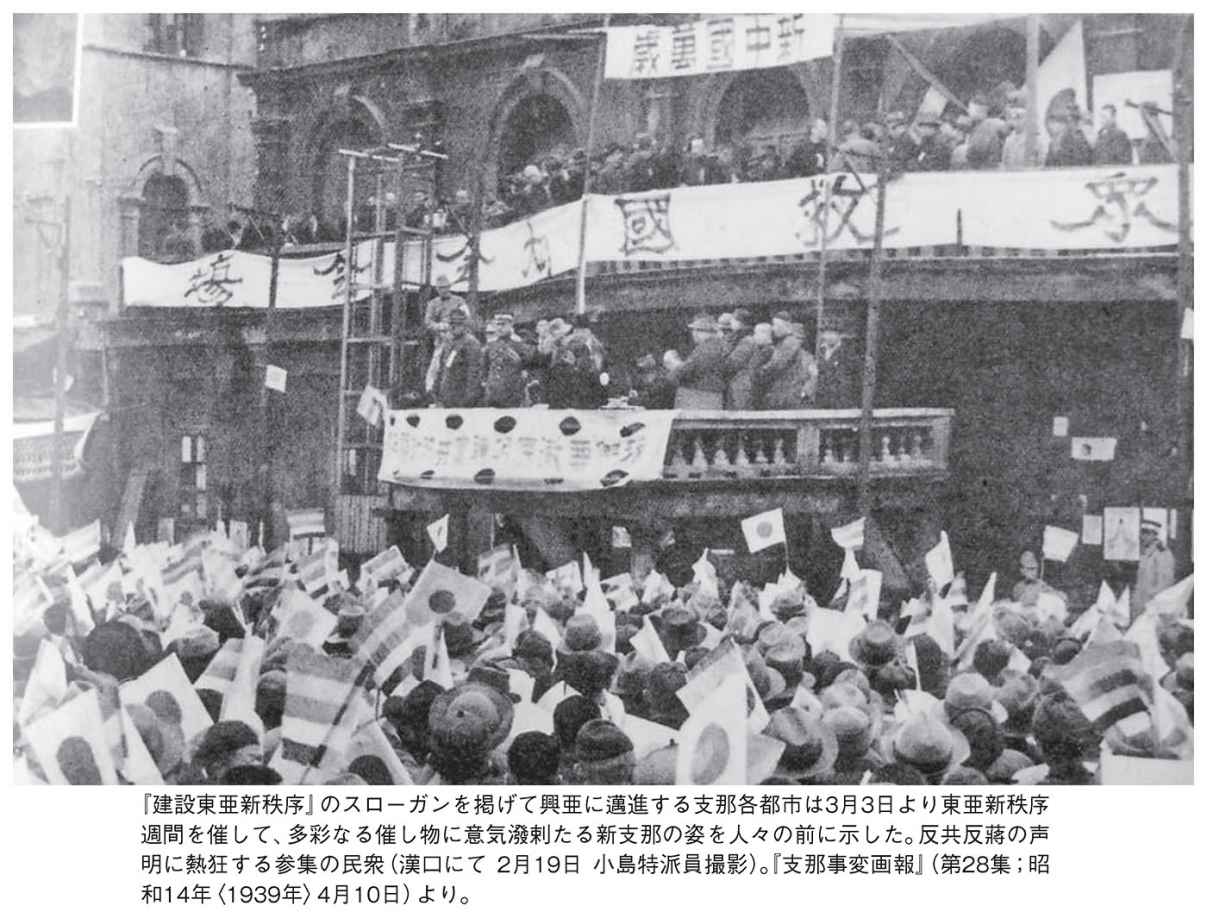 新中國萬歲
衆救國場
『建設東亜新秩序』のスローガンを掲げて興亜に邁進する支那各都市は3月3日より東亜新秩序
週間を催して、多彩なる催し物に意気溌剌たる新支那の姿を人々の前に示した。反共反蔣の声
明に熱狂する参集の民衆（漢口にて 2月19日 小島特派員撮影）。『支那事変画報』（第28集；昭
和14年〈1939年〉4月10日）より。